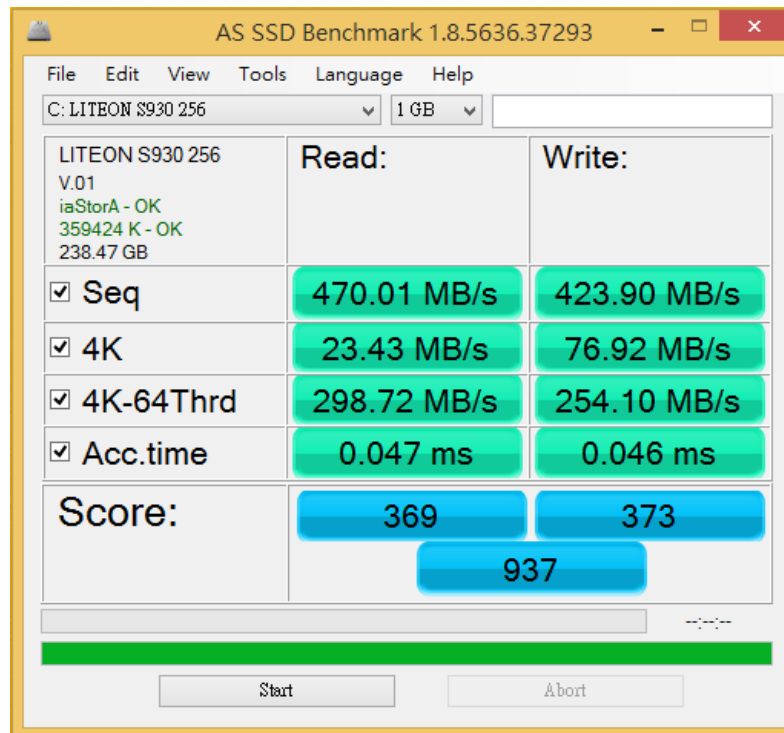 AS SSD Benchmark 1.8.5636.37293
File Edit View Tools Language Help
C: LITEON S930 256 1 GB
LITEON S930 256
V.01
iaStorA - OK
359424 K - OK
238.47 GB
Read: Write:
Seq 470.01 MB/s 423.90 MB/s
4K 23.43 MB/s 76.92 MB/s
4K-64Thrd 298.72 MB/s 254.10 MB/s
Acc.time 0.047 ms 0.046 ms
Score: 369 373
937
--:--:--
Start Abort